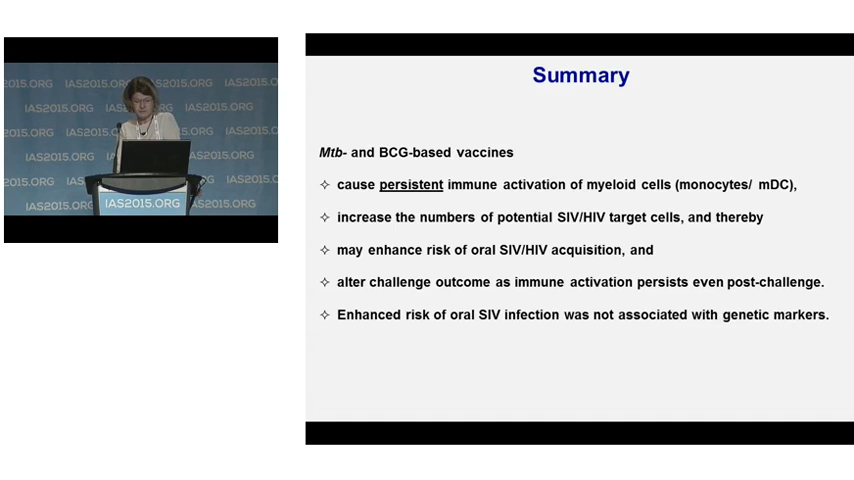 Summary
Mtb- and BCG-based vaccines
✧ cause persistent immune activation of myeloid cells (monocytes/ mDC),
✧ increase the numbers of potential SIV/HIV target cells, and thereby
✧ may enhance risk of oral SIV/HIV acquisition, and
✧ alter challenge outcome as immune activation persists even post-challenge.
✧ Enhanced risk of oral SIV infection was not associated with genetic markers.
IAS2015.ORG